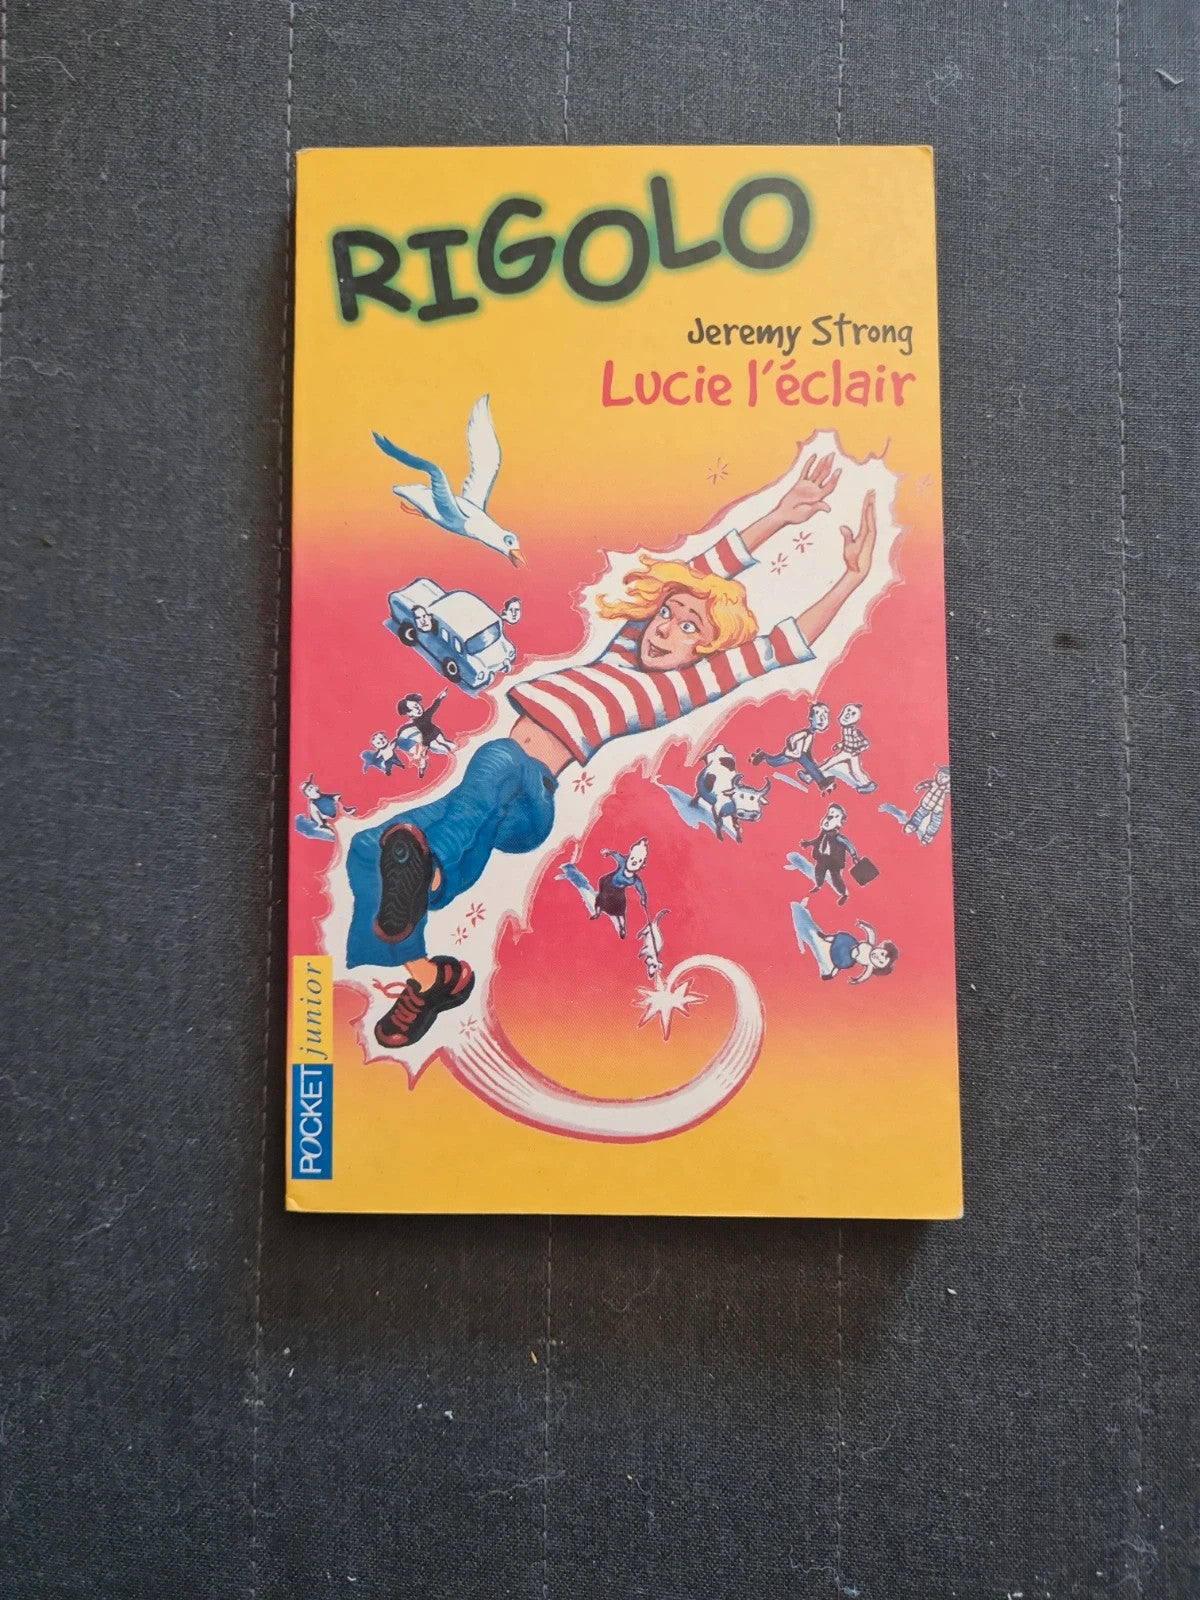 RIGOLO
Jeremy Strong
Lucie l'éclair
POCKET junior